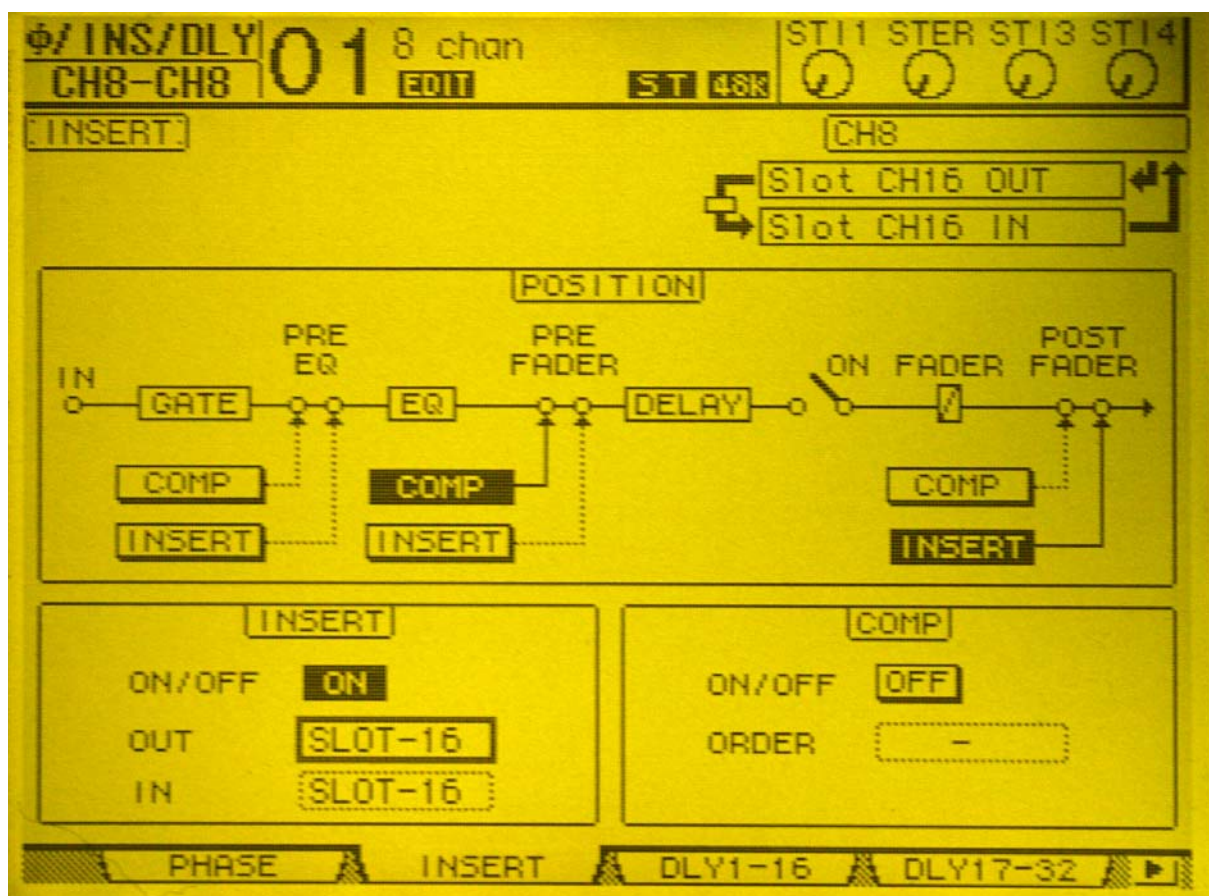 Φ/INS/DLY 01 8 chan STI1 STER STI3 STI4
CH8-CH8 EDIT ST 48k
INSERT CH8
Slot CH16 OUT
Slot CH16 IN
POSITION
PRE EQ PRE FADER POST FADER
IN GATE EQ DELAY ON FADER
COMP COMP COMP
INSERT INSERT INSERT
INSERT COMP
ON/OFF ON ON/OFF OFF
OUT SLOT-16 ORDER -
IN SLOT-16
PHASE INSERT DLY1-16 DLY17-32